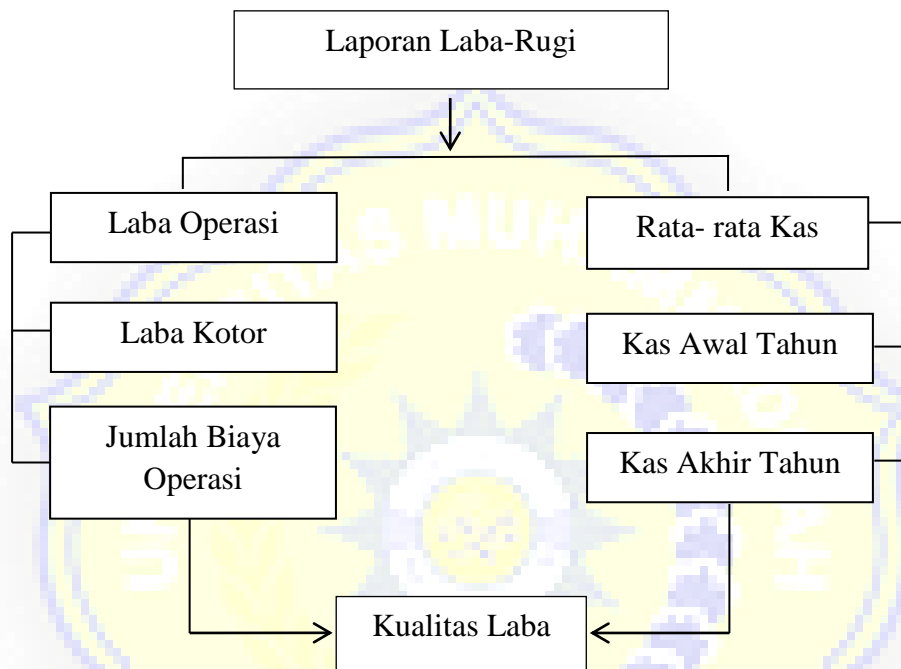 Laporan Laba-Rugi
Laba Operasi
Rata- rata Kas
Laba Kotor
Kas Awal Tahun
Jumlah Biaya
Operasi
Kas Akhir Tahun
Kualitas Laba